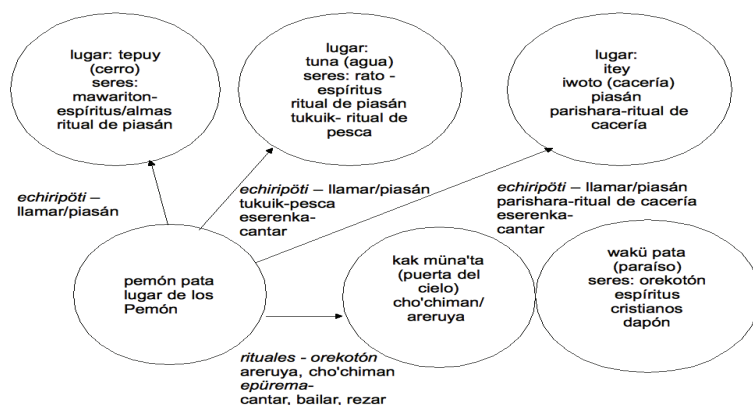 lugar: tepuy
(cerro)
seres:
mawariton-
espíritus/almas
ritual de piasán
lugar:
tuna (agua)
seres: rato -
espíritus
ritual de piasán
tukuik- ritual de
pesca
lugar:
itey
iwoto (cacería)
piasán
parishara-ritual de
cacería
echiripöti –
llamar/piasán
echiripöti – llamar/piasán
tukuik-pesca
eserenka-
cantar
echiripöti – llamar/piasán
parishara-ritual de cacería
eserenka-
cantar
pemón pata
lugar de los
Pemón
kak müna'ta
(puerta del
cielo)
cho'chiman/
areruya
wakü pata
(paraíso)
seres: orekotón
espíritus
cristianos
dapón
rituales - orekotón
areruya, cho'chiman
epürema-
cantar, bailar, rezar